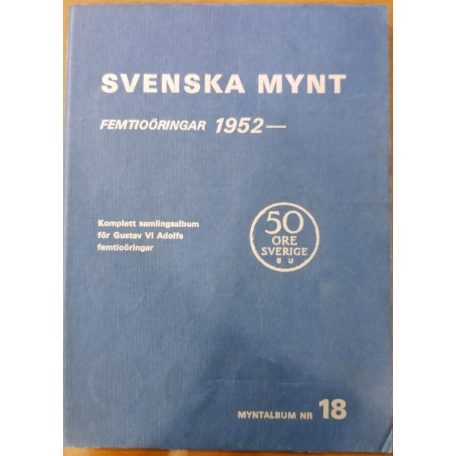 SVENSKA MYNT
FEMTIOÖRINGAR 1952—
Komplett samlingsalbum
för Gustav VI Adolfs
femtioöringar
50
ÖRE
SVERIGE
U
MYNTALBUM NR 18